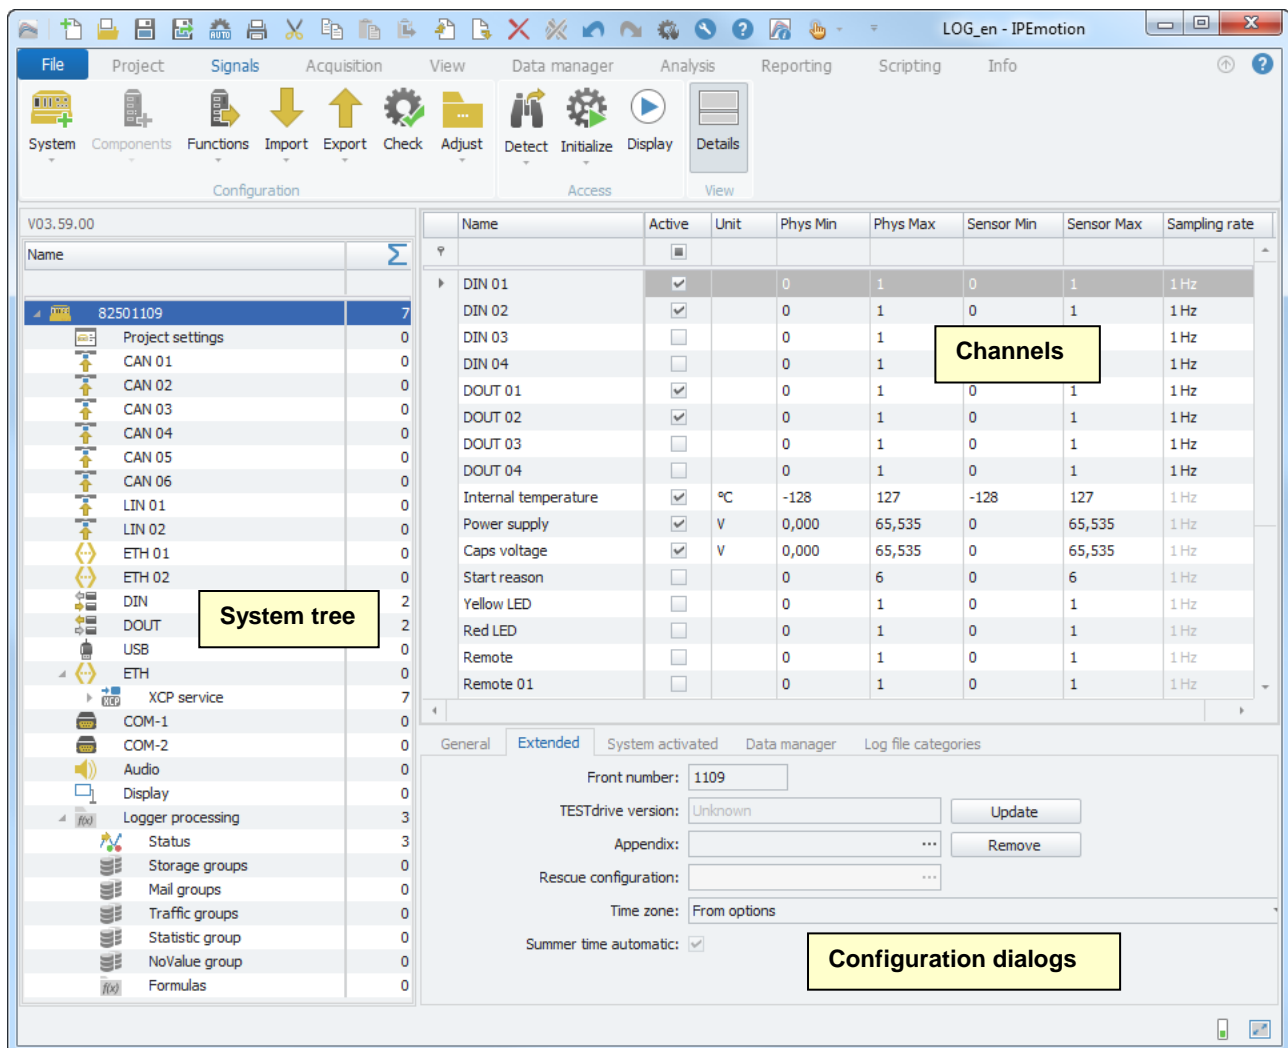 LOG_en - IPEmotion
File Project Signals Acquisition View Data manager Analysis Reporting Scripting Info
System Components Functions Import Export Check Adjust Detect Initialize Display Details
Configuration Access View
V03.59.00
Name Σ
82501109 7
Project settings 0
CAN 01 0
CAN 02 0
CAN 03 0
CAN 04 0
CAN 05 0
CAN 06 0
LIN 01 0
LIN 02 0
ETH 01 0
ETH 02 0
DIN 2
DOUT 2
USB 0
ETH 0
XCP XCP service 7
COM-1 0
COM-2 0
Audio 0
Display 0
f(x) Logger processing 3
Status 3
Storage groups 0
Mail groups 0
Traffic groups 0
Statistic group 0
NoValue group 0
f(x) Formulas 0
System tree
Name Active Unit Phys Min Phys Max Sensor Min Sensor Max Sampling rate
DIN 01 0 1 0 1 1 Hz
DIN 02 0 1 0 1 1 Hz
DIN 03 0 1 1 Hz
DIN 04 0 1 1 Hz
DOUT 01 0 1 0 1 1 Hz
DOUT 02 0 1 0 1 1 Hz
DOUT 03 0 1 0 1 1 Hz
DOUT 04 0 1 0 1 1 Hz
Internal temperature °C -128 127 -128 127 1 Hz
Power supply V 0,000 65,535 0 65,535 1 Hz
Caps voltage V 0,000 65,535 0 65,535 1 Hz
Start reason 0 6 0 6 1 Hz
Yellow LED 0 1 0 1 1 Hz
Red LED 0 1 0 1 1 Hz
Remote 0 1 0 1 1 Hz
Remote 01 0 1 0 1 1 Hz
Channels
General Extended System activated Data manager Log file categories
Front number: 1109
TESTdrive version: Unknown Update
Appendix: ... Remove
Rescue configuration: ...
Time zone: From options
Summer time automatic:
Configuration dialogs